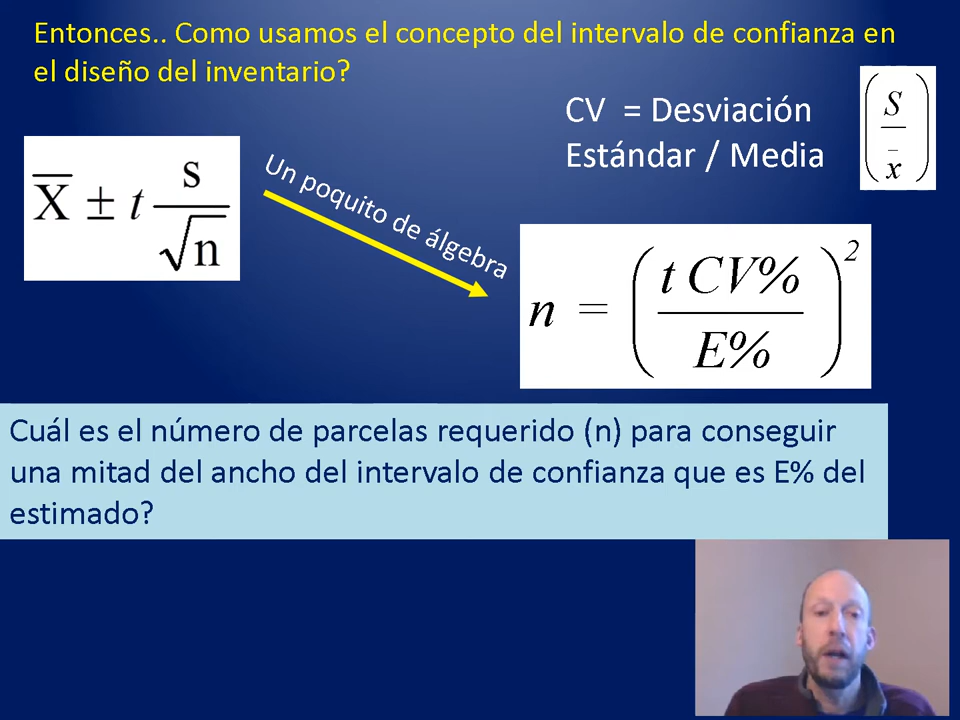 Entonces.. Como usamos el concepto del intervalo de confianza en
el diseño del inventario?
CV = Desviación
Estándar / Media
(S / x̄)
X̄ ± t s / √n
Un poquito de álgebra
n = (t CV% / E%)²
Cuál es el número de parcelas requerido (n) para conseguir
una mitad del ancho del intervalo de confianza que es E% del
estimado?